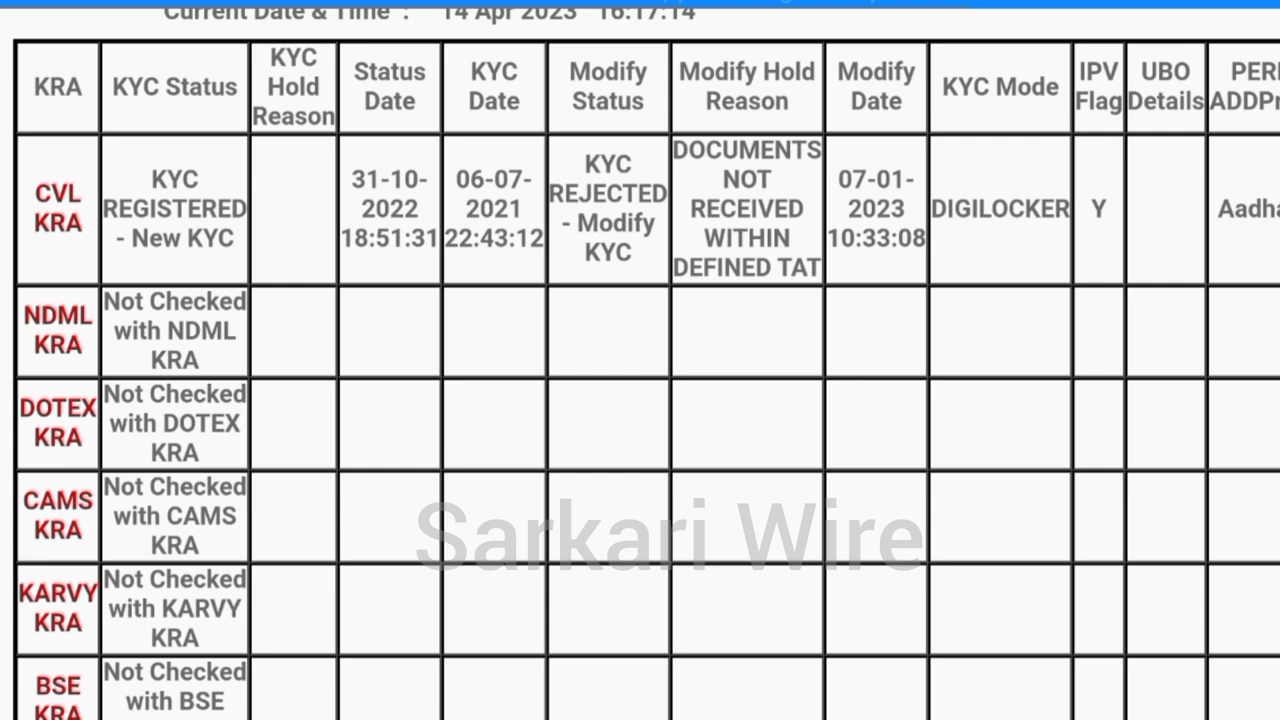 Current Date & Time : 14 Apr 2023 16:17:14
KRA
KYC Status
KYC
Hold
Reason
Status
Date
KYC
Date
Modify
Status
Modify Hold
Reason
Modify
Date
KYC Mode
IPV
Flag
UBO
Details
CVL
KRA
KYC
REGISTERED
- New KYC
31-10-
2022
18:51:31
06-07-
2021
22:43:12
KYC
REJECTED
- Modify
KYC
DOCUMENTS
NOT
RECEIVED
WITHIN
DEFINED TAT
07-01-
2023
10:33:08
DIGILOCKER
Y
NDML
KRA
Not Checked
with NDML
KRA
DOTEX
KRA
Not Checked
with DOTEX
KRA
CAMS
KRA
Not Checked
with CAMS
KRA
Sarkari Wire
KARVY
KRA
Not Checked
with KARVY
KRA
BSE
KRA
Not Checked
with BSE